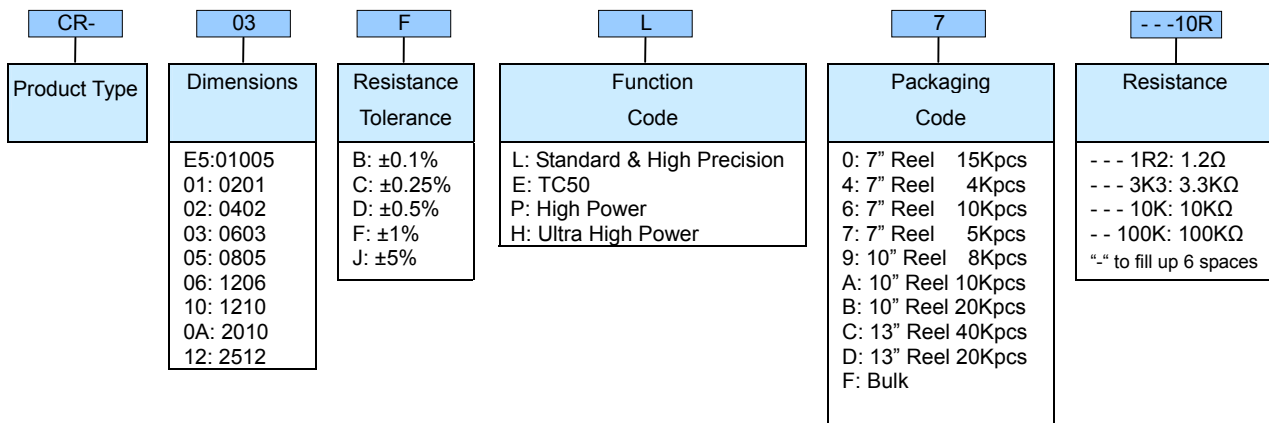 CR-
03
F
L
7
- - -10R
Product Type
Dimensions
Resistance
Tolerance
Function
Code
Packaging
Code
Resistance
E5:01005
01: 0201
02: 0402
03: 0603
05: 0805
06: 1206
10: 1210
0A: 2010
12: 2512
B: ±0.1%
C: ±0.25%
D: ±0.5%
F: ±1%
J: ±5%
L: Standard & High Precision
E: TC50
P: High Power
H: Ultra High Power
0: 7” Reel 15Kpcs
4: 7” Reel 4Kpcs
6: 7” Reel 10Kpcs
7: 7” Reel 5Kpcs
9: 10” Reel 8Kpcs
A: 10” Reel 10Kpcs
B: 10” Reel 20Kpcs
C: 13” Reel 40Kpcs
D: 13” Reel 20Kpcs
F: Bulk
- - - 1R2: 1.2Ω
- - - 3K3: 3.3KΩ
- - - 10K: 10KΩ
- - 100K: 100KΩ
“-“ to fill up 6 spaces